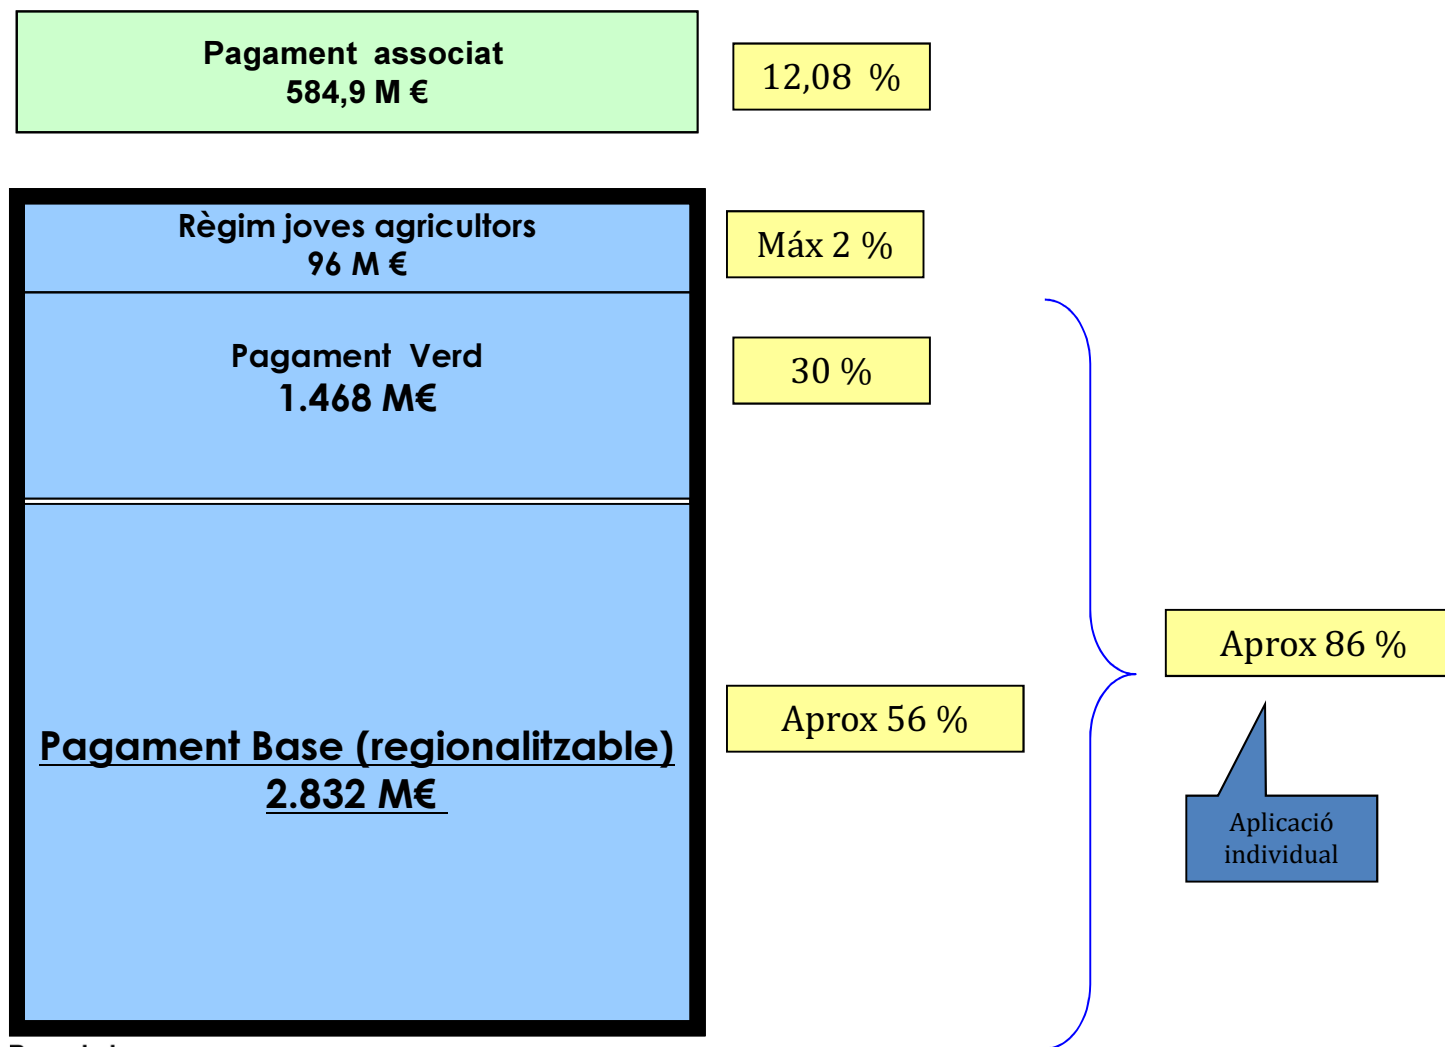 Pagament associat
584,9 M €
12,08 %
Règim joves agricultors
96 M €
Máx 2 %
Pagament Verd
1.468 M€
30 %
Pagament Base (regionalitzable)
2.832 M€
Aprox 56 %
Aprox 86 %
Aplicació
individual